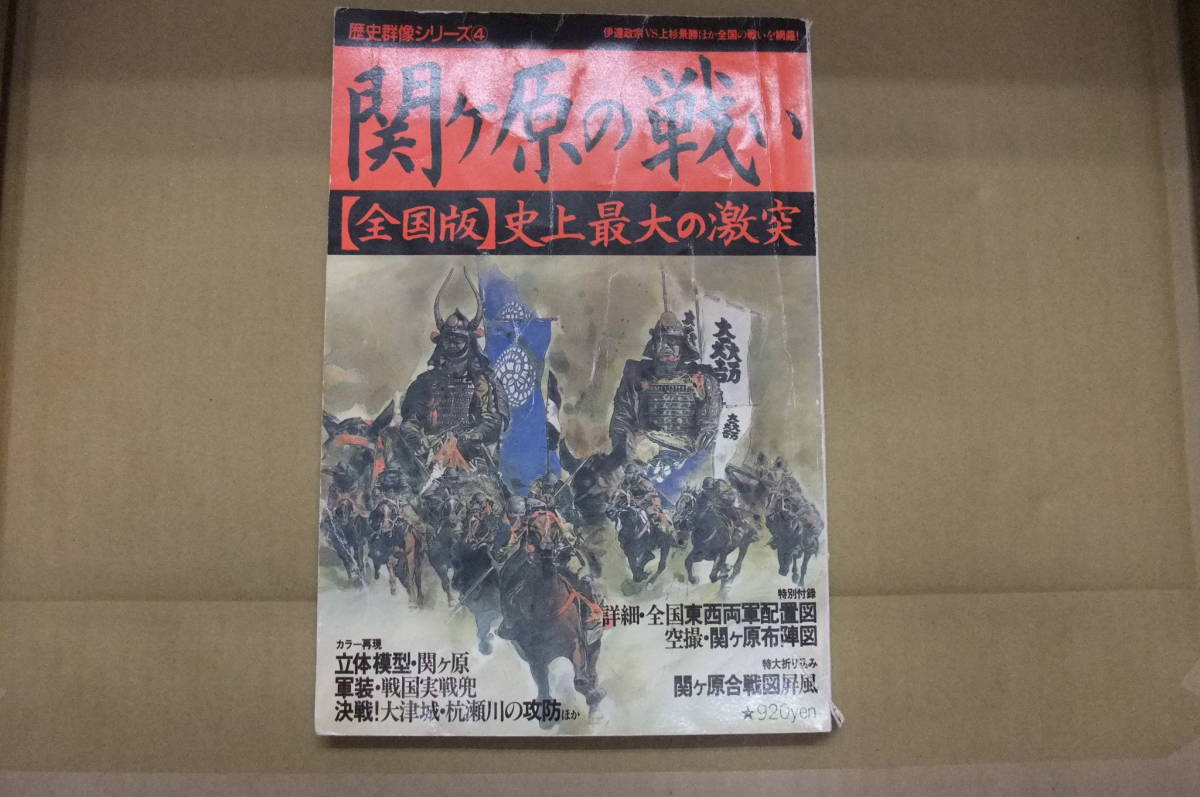 歴史群像シリーズ④
伊達政宗VS上杉景勝ほか全国の戦いを網羅!
関ヶ原の戦い
【全国版】史上最大の激突
大一大万大吉
特別付録
詳細・全国東西両軍配置図
空撮・関ヶ原布陣図
カラー再現
立体模型・関ヶ原
軍装・戦国実戦兜
決戦!大津城・杭瀬川の攻防ほか
特大折り込み
関ヶ原合戦図屏風
☆920yen